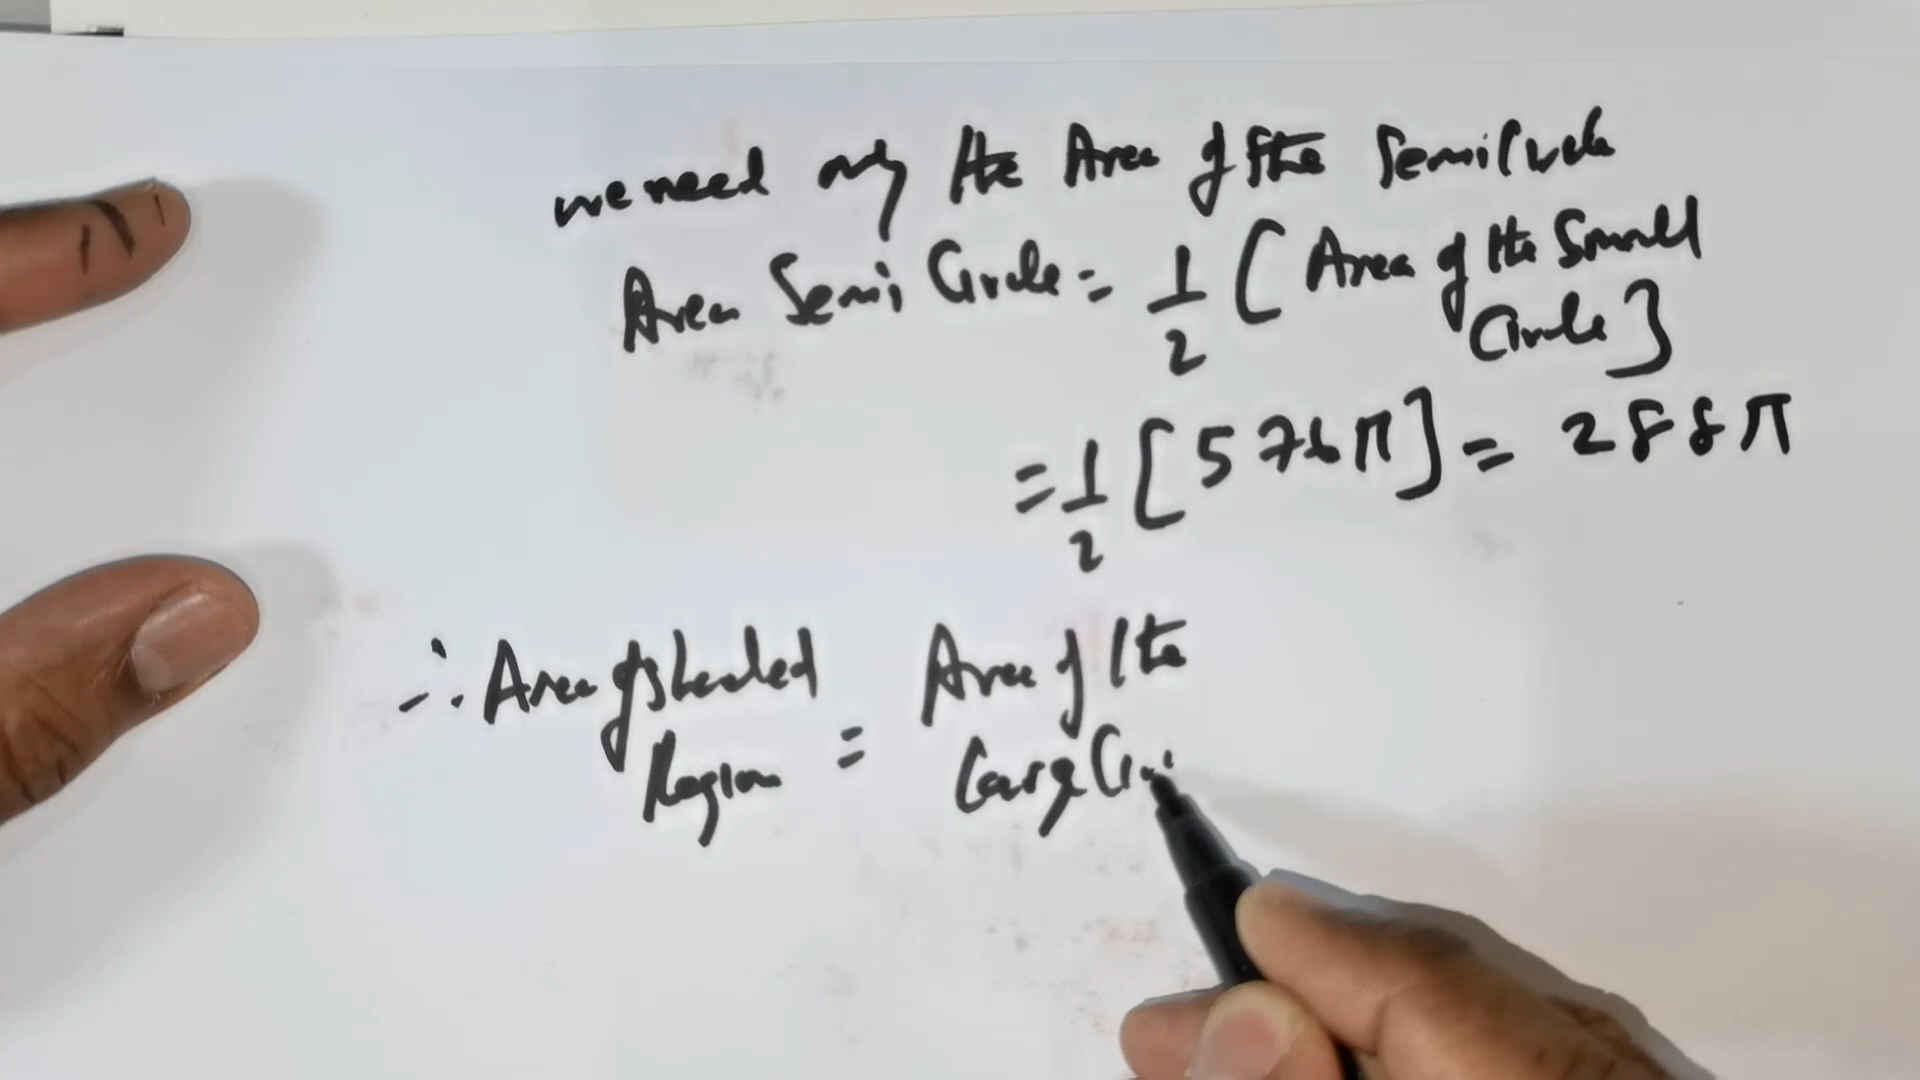 we need only the Area of the Semicircle
Area Semi Circle = 1/2 [Area of the Small Circle]
= 1/2 [576π] = 288π
∴ Area of shaded Region = Area of the Large Cir